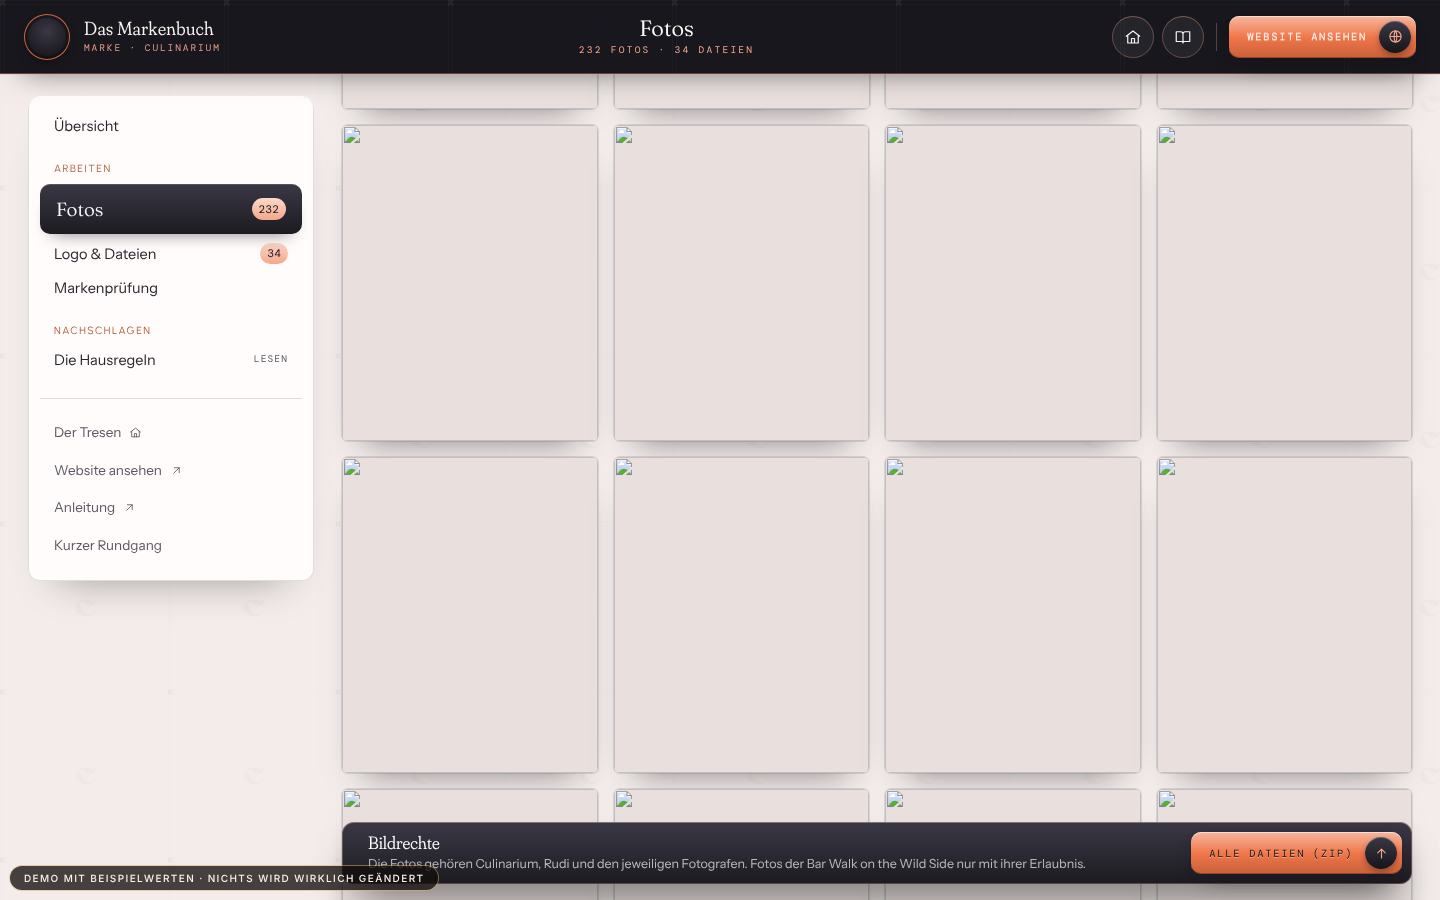 Das Markenbuch
MARKE · CULINARIUM
Fotos
232 FOTOS · 34 DATEIEN
WEBSITE ANSEHEN
Übersicht
ARBEITEN
Fotos 232
Logo & Dateien 34
Markenprüfung
NACHSCHLAGEN
Die Hausregeln LESEN
Der Tresen
Website ansehen
Anleitung
Kurzer Rundgang
Bildrechte
Die Fotos gehören Culinarium, Rudi und den jeweiligen Fotografen. Fotos der Bar Walk on the Wild Side nur mit ihrer Erlaubnis.
ALLE DATEIEN (ZIP)
DEMO MIT BEISPIELWERTEN · NICHTS WIRD WIRKLICH GEÄNDERT